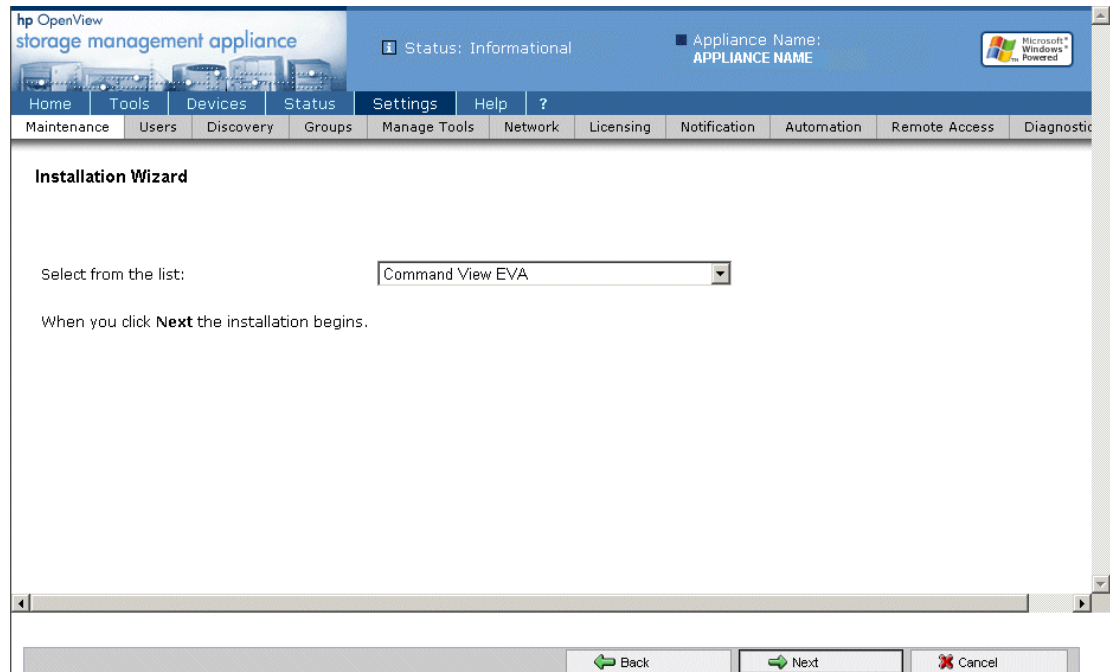 hp OpenView
storage management appliance
Status: Informational
Appliance Name:
APPLIANCE NAME
Microsoft®
Windows®
TM Powered
Home Tools Devices Status Settings Help ?
Maintenance Users Discovery Groups Manage Tools Network Licensing Notification Automation Remote Access Diagnostic
Installation Wizard
Select from the list: Command View EVA
When you click Next the installation begins.
Back Next Cancel